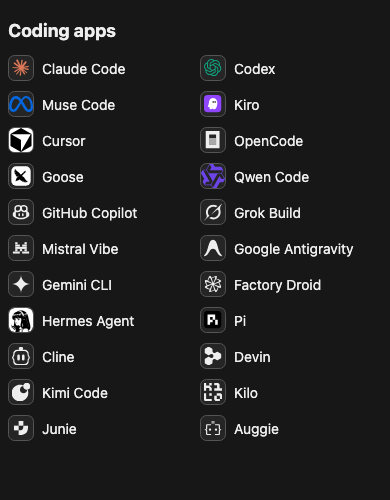 Coding apps
Claude Code
Codex
Muse Code
Kiro
Cursor
OpenCode
Goose
Qwen Code
GitHub Copilot
Grok Build
Mistral Vibe
Google Antigravity
Gemini CLI
Factory Droid
Hermes Agent
Pi
Cline
Devin
Kimi Code
Kilo
Junie
Auggie